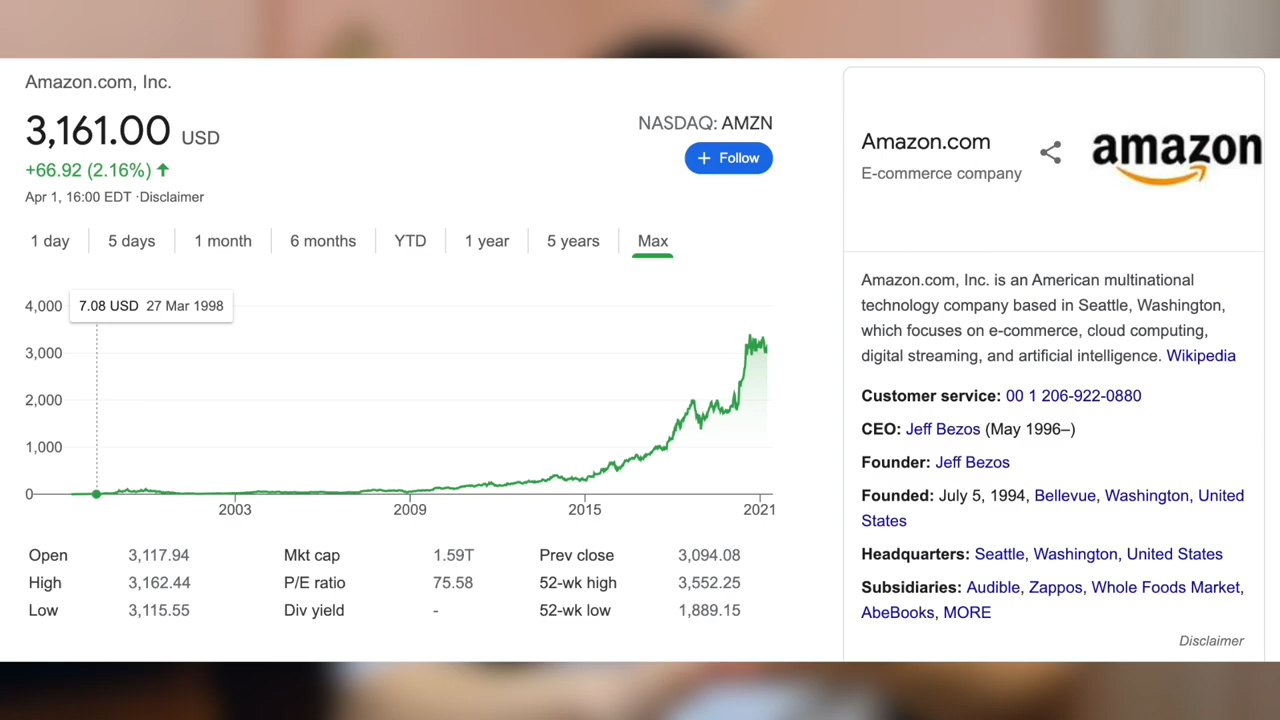 Amazon.com, Inc.
3,161.00 USD
+66.92 (2.16%)
Apr 1, 16:00 EDT ·Disclaimer
NASDAQ: AMZN
+ Follow
1 day
5 days
1 month
6 months
YTD
1 year
5 years
Max
7.08 USD 27 Mar 1998
4,000
3,000
2,000
1,000
0
2003
2009
2015
2021
Open 3,117.94
Mkt cap 1.59T
Prev close 3,094.08
High 3,162.44
P/E ratio 75.58
52-wk high 3,552.25
Low 3,115.55
Div yield -
52-wk low 1,889.15
Amazon.com
E-commerce company
amazon
Amazon.com, Inc. is an American multinational
technology company based in Seattle, Washington,
which focuses on e-commerce, cloud computing,
digital streaming, and artificial intelligence. Wikipedia
Customer service: 00 1 206-922-0880
CEO: Jeff Bezos (May 1996–)
Founder: Jeff Bezos
Founded: July 5, 1994, Bellevue, Washington, United
States
Headquarters: Seattle, Washington, United States
Subsidiaries: Audible, Zappos, Whole Foods Market,
AbeBooks, MORE
Disclaimer